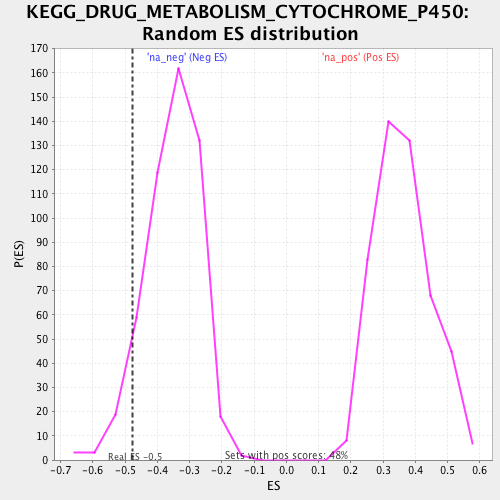 KEGG_DRUG_METABOLISM_CYTOCHROME_P450:
Random ES distribution
'na_neg' (Neg ES)
'na_pos' (Pos ES)
170
160
150
140
130
120
110
100
90
80
70
60
50
40
30
20
10
0
P(ES)
Real ES -0.5
Sets with pos scores: 48%
-0.7 -0.6 -0.5 -0.4 -0.3 -0.2 -0.1 0.0 0.1 0.2 0.3 0.4 0.5 0.6
ES